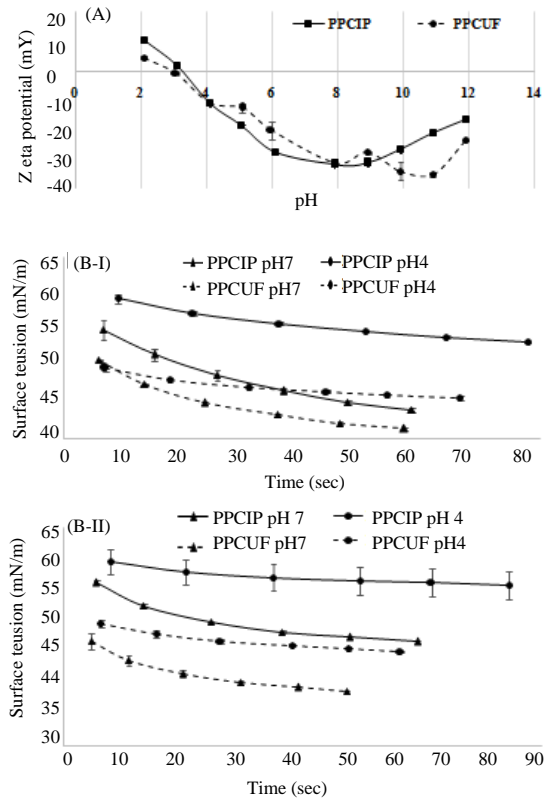 (A)
PPCIP PPCUF
20
10
0
-10
-20
-30
-40
0 2 4 6 8 10 12 14
Z eta potential (mY)
pH
(B-I)
PPCIP pH7 PPCIP pH4
PPCUF pH7 PPCUF pH4
65
60
55
50
45
40
Surface teusion (mN/m)
0 10 20 30 40 50 60 70 80
Time (sec)
(B-II)
PPCIP pH 7 PPCIP pH 4
PPCUF pH7 PPCUF pH4
65
60
55
50
45
44
35
30
Surface teusion (mN/m)
0 10 20 30 40 50 60 70 80 90
Time (sec)